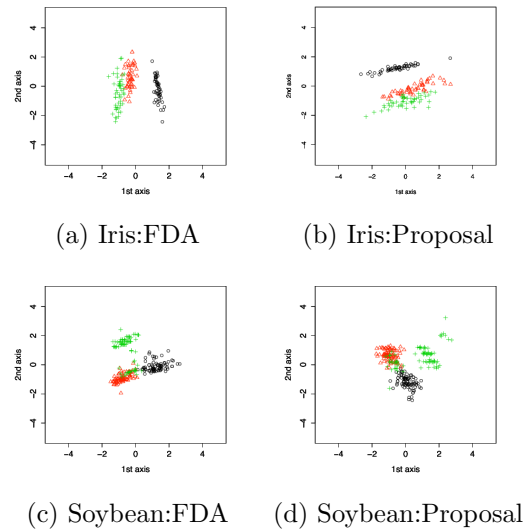 4
2
0
−2
−4
2nd axis
−4 −2 0 2 4
1st axis
(a) Iris:FDA
4
2
0
−2
−4
2nd axis
−4 −2 0 2 4
1st axis
(b) Iris:Proposal
4
2
0
−2
−4
2nd axis
−4 −2 0 2 4
1st axis
(c) Soybean:FDA
4
2
0
−2
−4
2nd axis
−4 −2 0 2 4
1st axis
(d) Soybean:Proposal